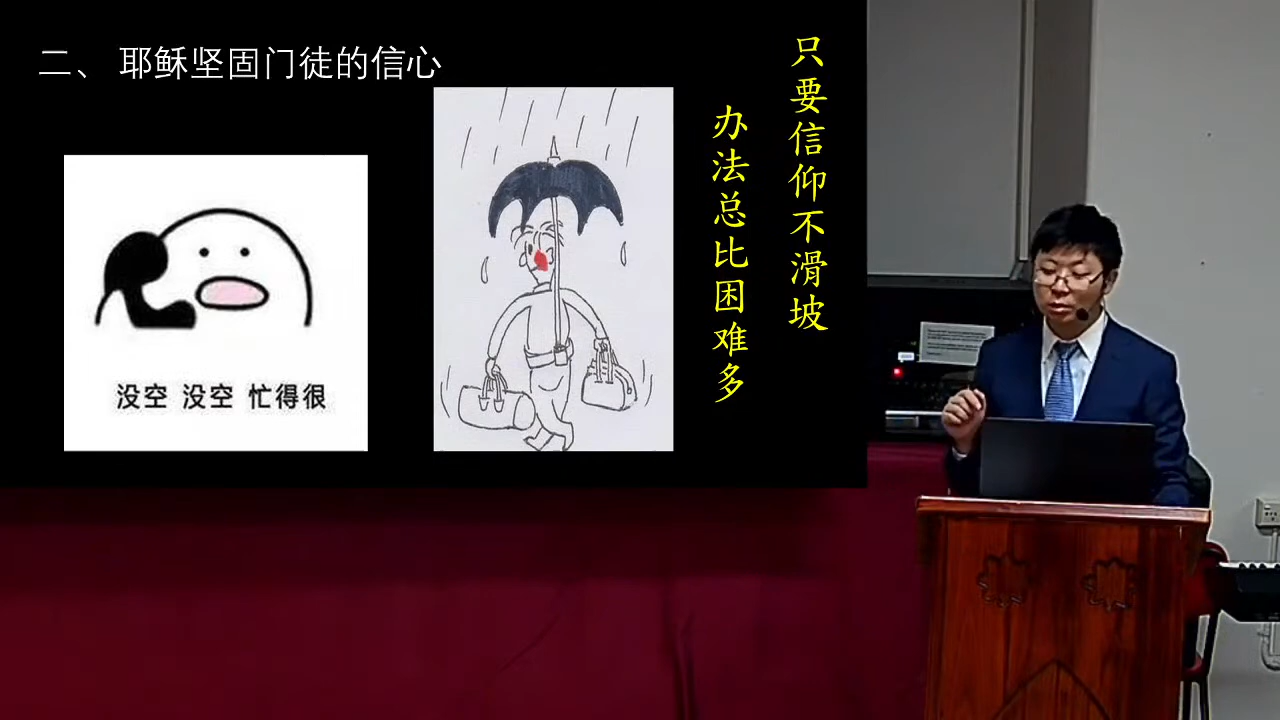 二、 耶稣坚固门徒的信心
只要信仰不滑坡
办法总比困难多
没空 没空 忙得很